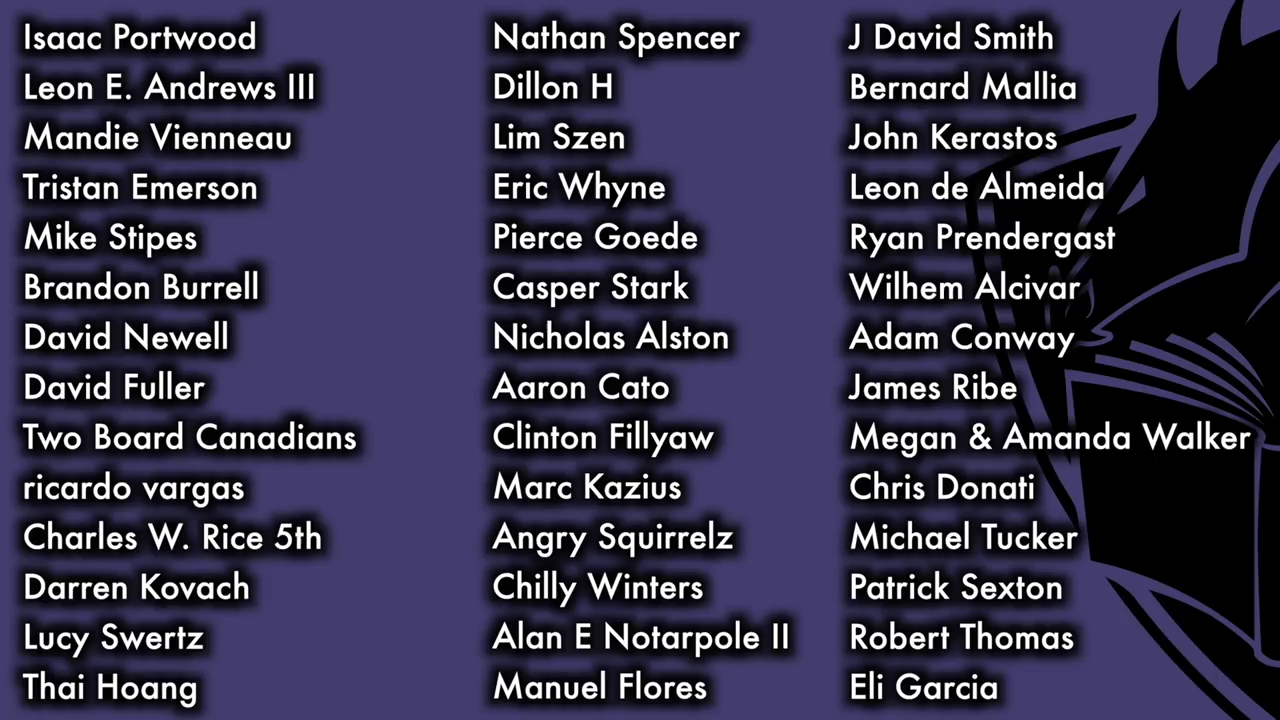 Isaac Portwood
Leon E. Andrews III
Mandie Vienneau
Tristan Emerson
Mike Stipes
Brandon Burrell
David Newell
David Fuller
Two Board Canadians
ricardo vargas
Charles W. Rice 5th
Darren Kovach
Lucy Swertz
Thai Hoang
Nathan Spencer
Dillon H
Lim Szen
Eric Whyne
Pierce Goede
Casper Stark
Nicholas Alston
Aaron Cato
Clinton Fillyaw
Marc Kazius
Angry Squirrelz
Chilly Winters
Alan E Notarpole II
Manuel Flores
J David Smith
Bernard Mallia
John Kerastos
Leon de Almeida
Ryan Prendergast
Wilhem Alcivar
Adam Conway
James Ribe
Megan & Amanda Walker
Chris Donati
Michael Tucker
Patrick Sexton
Robert Thomas
Eli Garcia